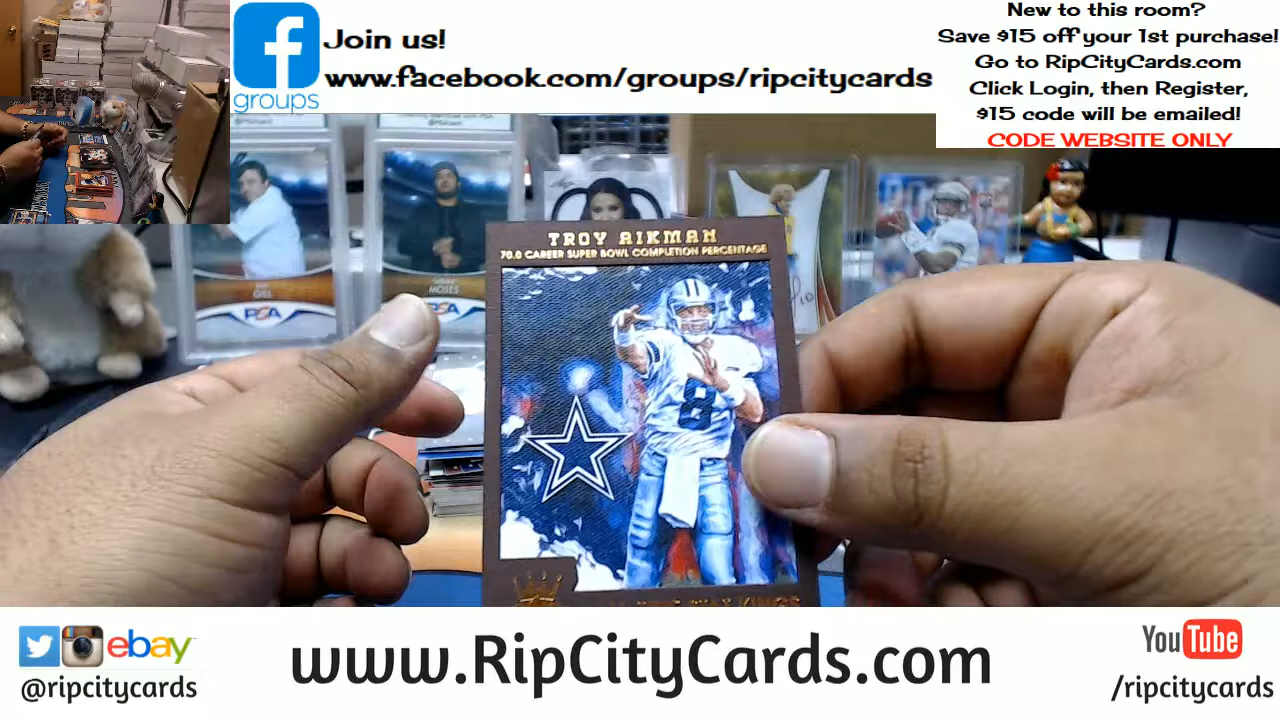 Join us!
www.facebook.com/groups/ripcitycards
groups
New to this room?
Save $15 off your 1st purchase!
Go to RipCityCards.com
Click Login, then Register,
$15 code will be emailed!
CODE WEBSITE ONLY
MOSES
PSA
PSA
TROY AIKMAN
70.0 CAREER SUPER BOWL COMPLETION PERCENTAGE
8
KINGS
ebay
@ripcitycards
www.RipCityCards.com
YouTube
/ripcitycards